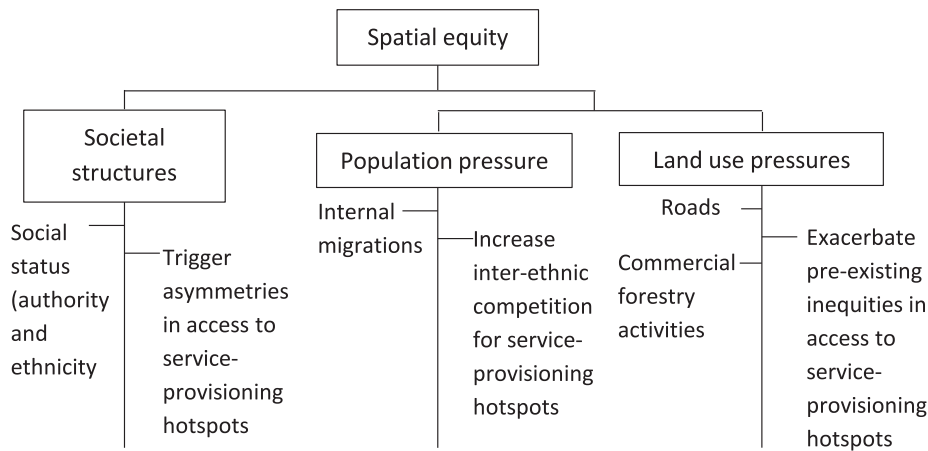 Spatial equity
Societal
structures
Population pressure
Land use pressures
Social
status
(authority
and
ethnicity
Trigger
asymmetries
in access to
service-
provisioning
hotspots
Internal
migrations
Increase
inter-ethnic
competition
for service-
provisioning
hotspots
Roads
Commercial
forestry
activities
Exacerbate
pre-existing
inequities in
access to
service-
provisioning
hotspots